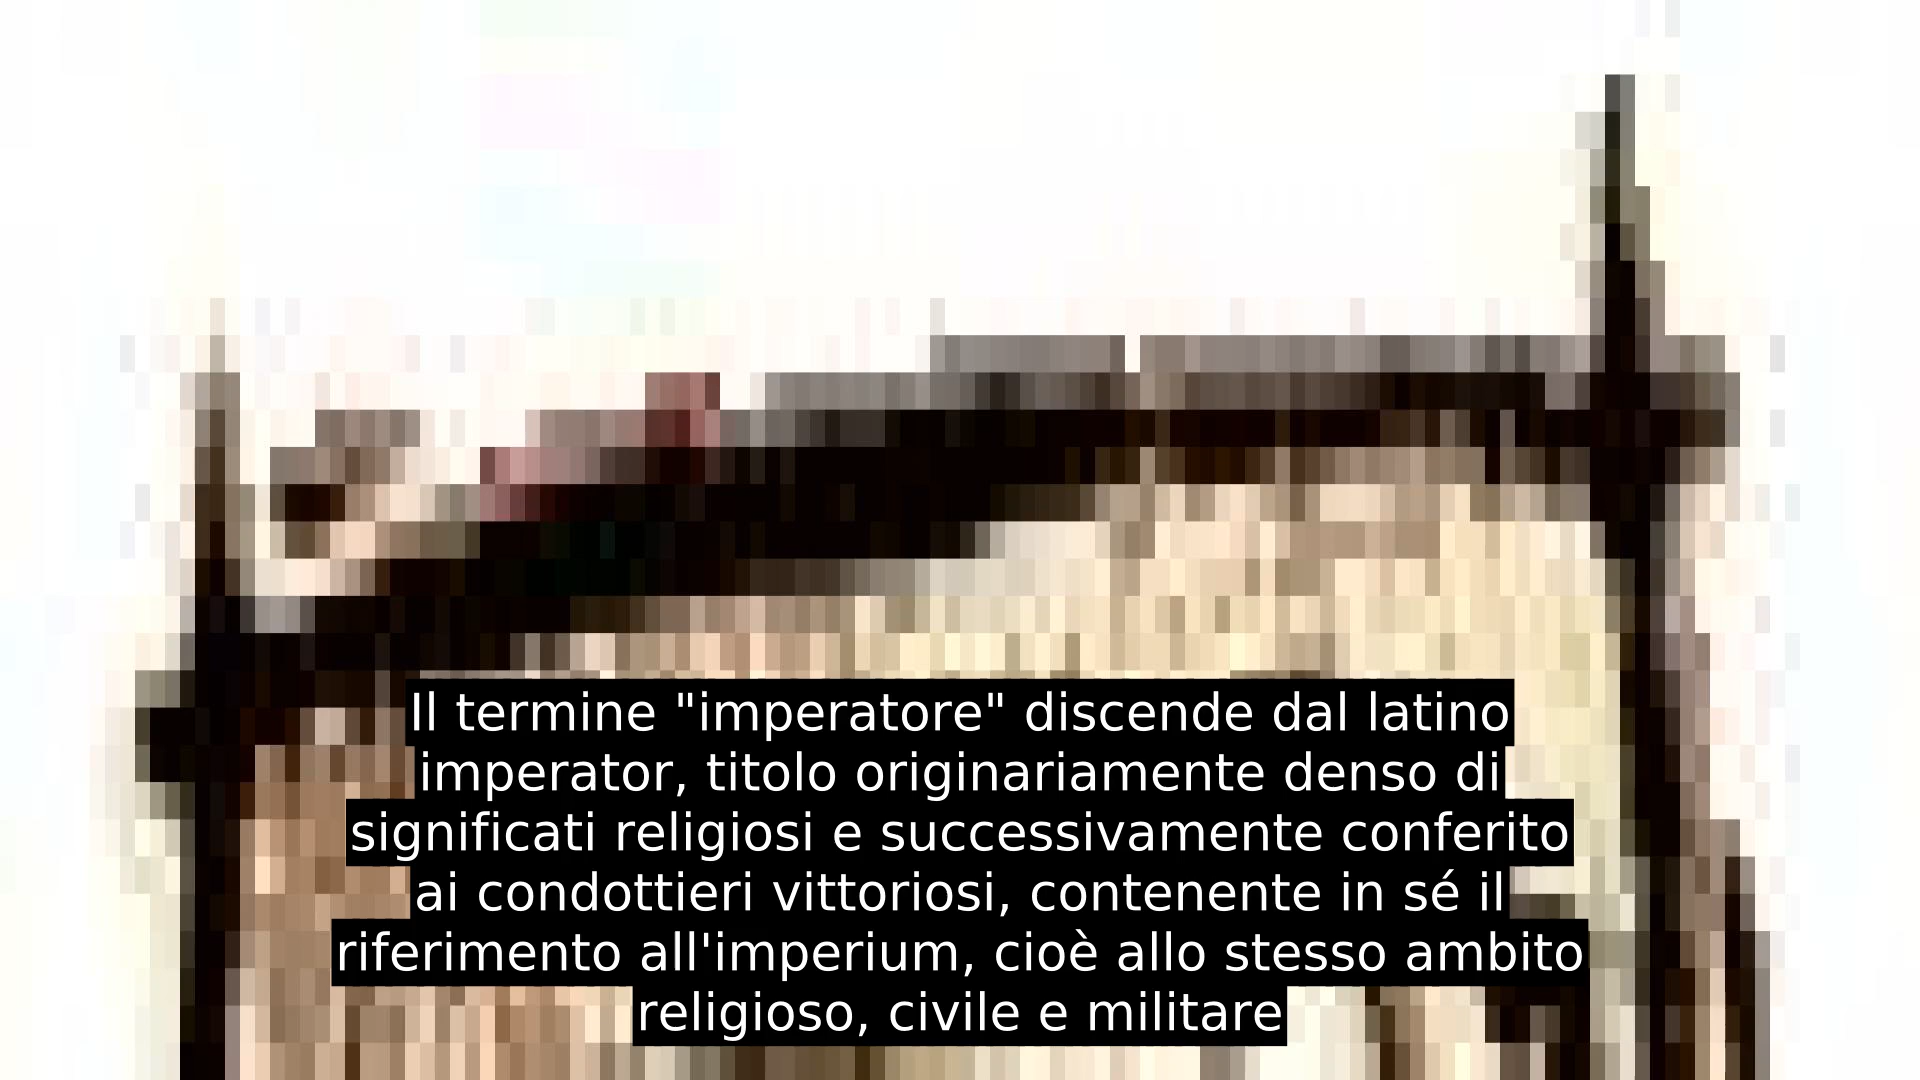 Il termine "imperatore" discende dal latino
imperator, titolo originariamente denso di
significati religiosi e successivamente conferito
ai condottieri vittoriosi, contenente in sé il
riferimento all'imperium, cioè allo stesso ambito
religioso, civile e militare